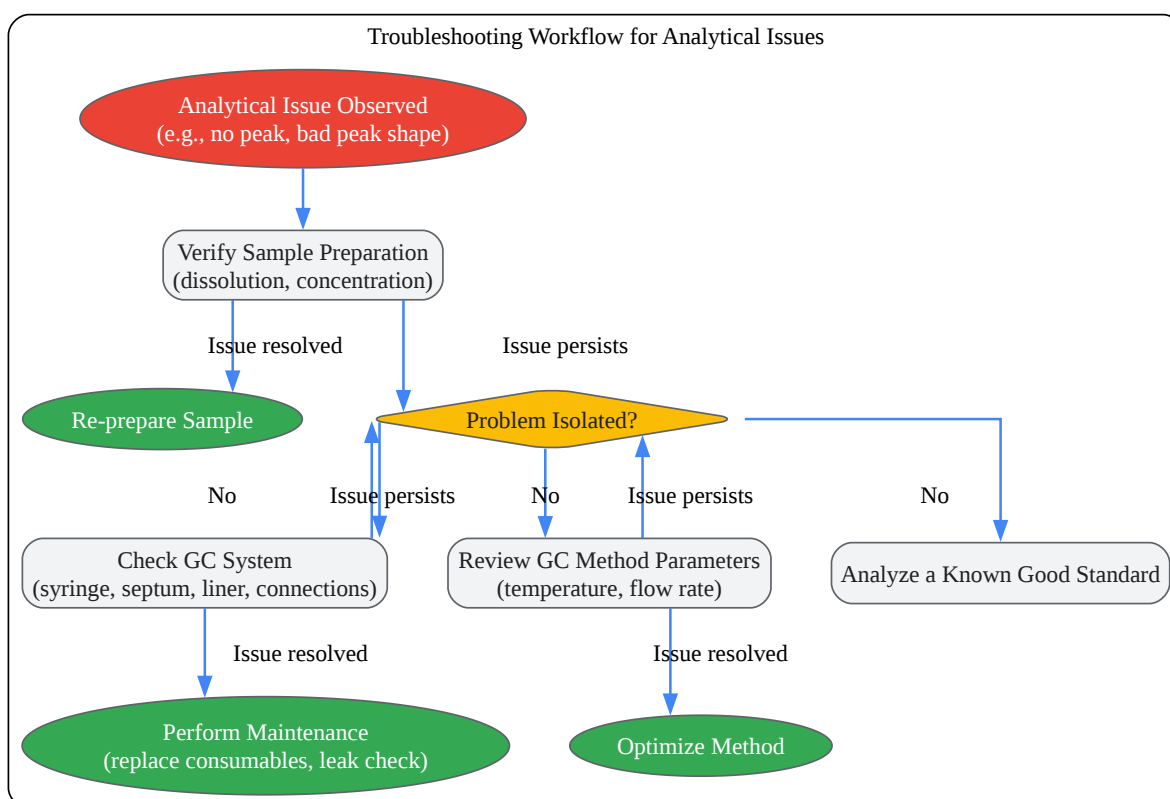 Troubleshooting Workflow for Analytical Issues
Analytical Issue Observed
(e.g., no peak, bad peak shape)
Verify Sample Preparation
(dissolution, concentration)
Issue resolved
Issue persists
Re-prepare Sample
Problem Isolated?
No
Issue persists
No
Issue persists
No
Check GC System
(syringe, septum, liner, connections)
Review GC Method Parameters
(temperature, flow rate)
Analyze a Known Good Standard
Issue resolved
Issue resolved
Perform Maintenance
(replace consumables, leak check)
Optimize Method